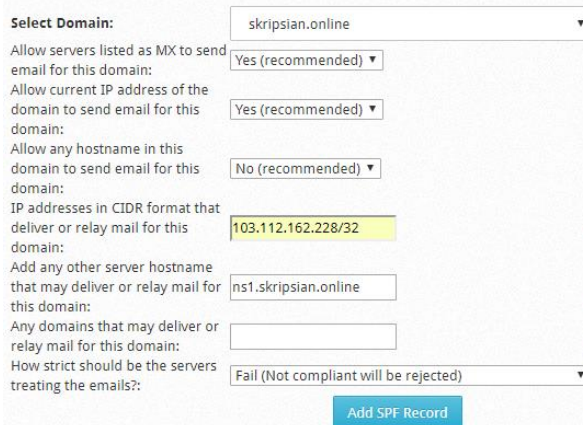 Select Domain:
skripsian.online
Allow servers listed as MX to send
email for this domain:
Yes (recommended)
Allow current IP address of the
domain to send email for this
domain:
Yes (recommended)
Allow any hostname in this
domain to send email for this
domain:
No (recommended)
IP addresses in CIDR format that
deliver or relay mail for this
domain:
103.112.162.228/32
Add any other server hostname
that may deliver or relay mail for
this domain:
ns1.skripsian.online
Any domains that may deliver or
relay mail for this domain:
How strict should be the servers
treating the emails?:
Fail (Not compliant will be rejected)
Add SPF Record